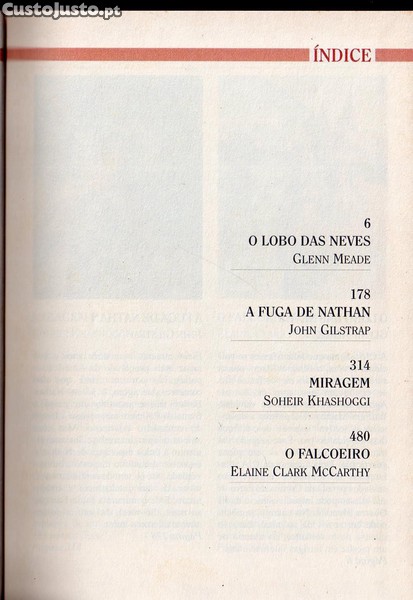 CustoJusto.pt
ÍNDICE
6
O LOBO DAS NEVES
GLENN MEADE
178
A FUGA DE NATHAN
JOHN GILSTRAP
314
MIRAGEM
SOHEIR KHASHOGGI
480
O FALCOEIRO
ELAINE CLARK MCCARTHY